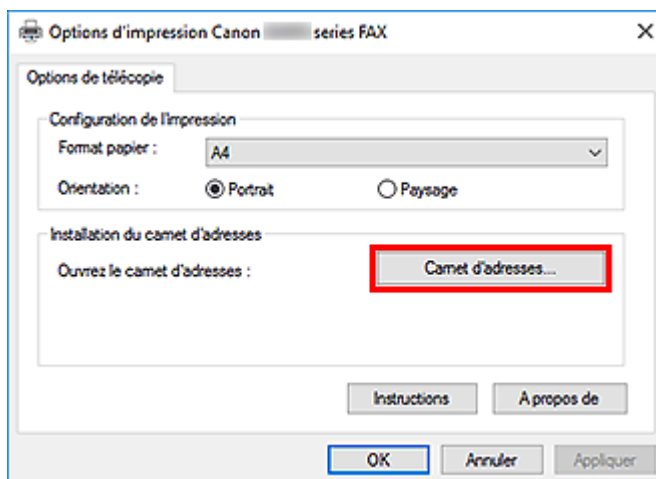 Options d'impression Canon series FAX
Options de télécopie
Configuration de l'impression
Format papier : A4
Orientation : Portrait Paysage
Installation du carnet d'adresses
Ouvrez le carnet d'adresses : Carnet d'adresses...
Instructions A propos de
OK Annuler Appliquer